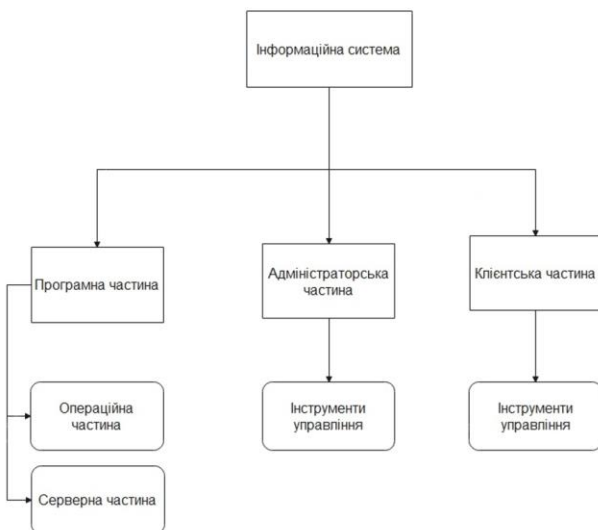 Інформаційна система
Програмна частина
Адміністраторська
частина
Клієнтська частина
Операційна
частина
Інструменти
управління
Інструменти
управління
Серверна частина